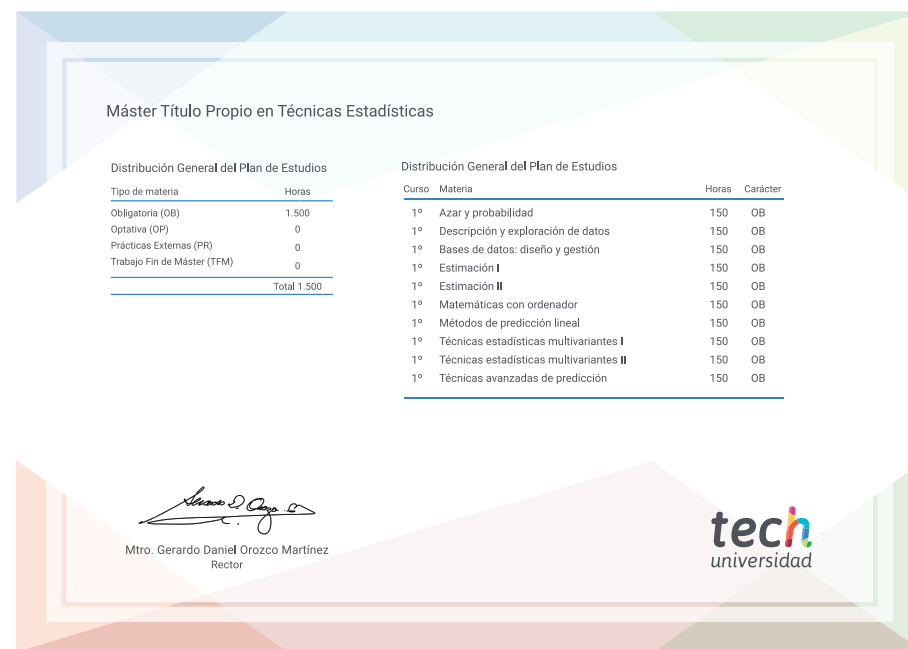 Máster Título Propio en Técnicas Estadísticas
Distribución General del Plan de Estudios
Tipo de materia Horas
Obligatoria (OB) 1.500
Optativa (OP) 0
Prácticas Externas (PR) 0
Trabajo Fin de Máster (TFM) 0
Total 1.500
Distribución General del Plan de Estudios
Curso Materia Horas Carácter
1º Azar y probabilidad 150 OB
1º Descripción y exploración de datos 150 OB
1º Bases de datos: diseño y gestión 150 OB
1º Estimación I 150 OB
1º Estimación II 150 OB
1º Matemáticas con ordenador 150 OB
1º Métodos de predicción lineal 150 OB
1º Técnicas estadísticas multivariantes I 150 OB
1º Técnicas estadísticas multivariantes II 150 OB
1º Técnicas avanzadas de predicción 150 OB
Mtro. Gerardo Daniel Orozco Martínez
Rector
tech
universidad